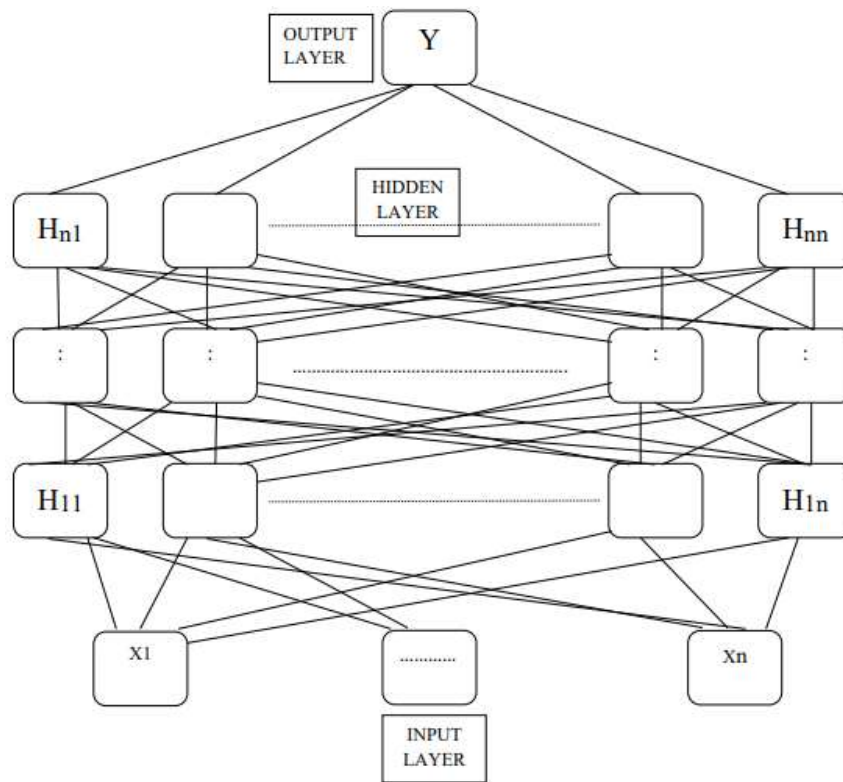 OUTPUT
LAYER
Y
HIDDEN
LAYER
Hn1
Hnn
:
:
:
:
H11
H1n
X1
............
Xn
INPUT
LAYER